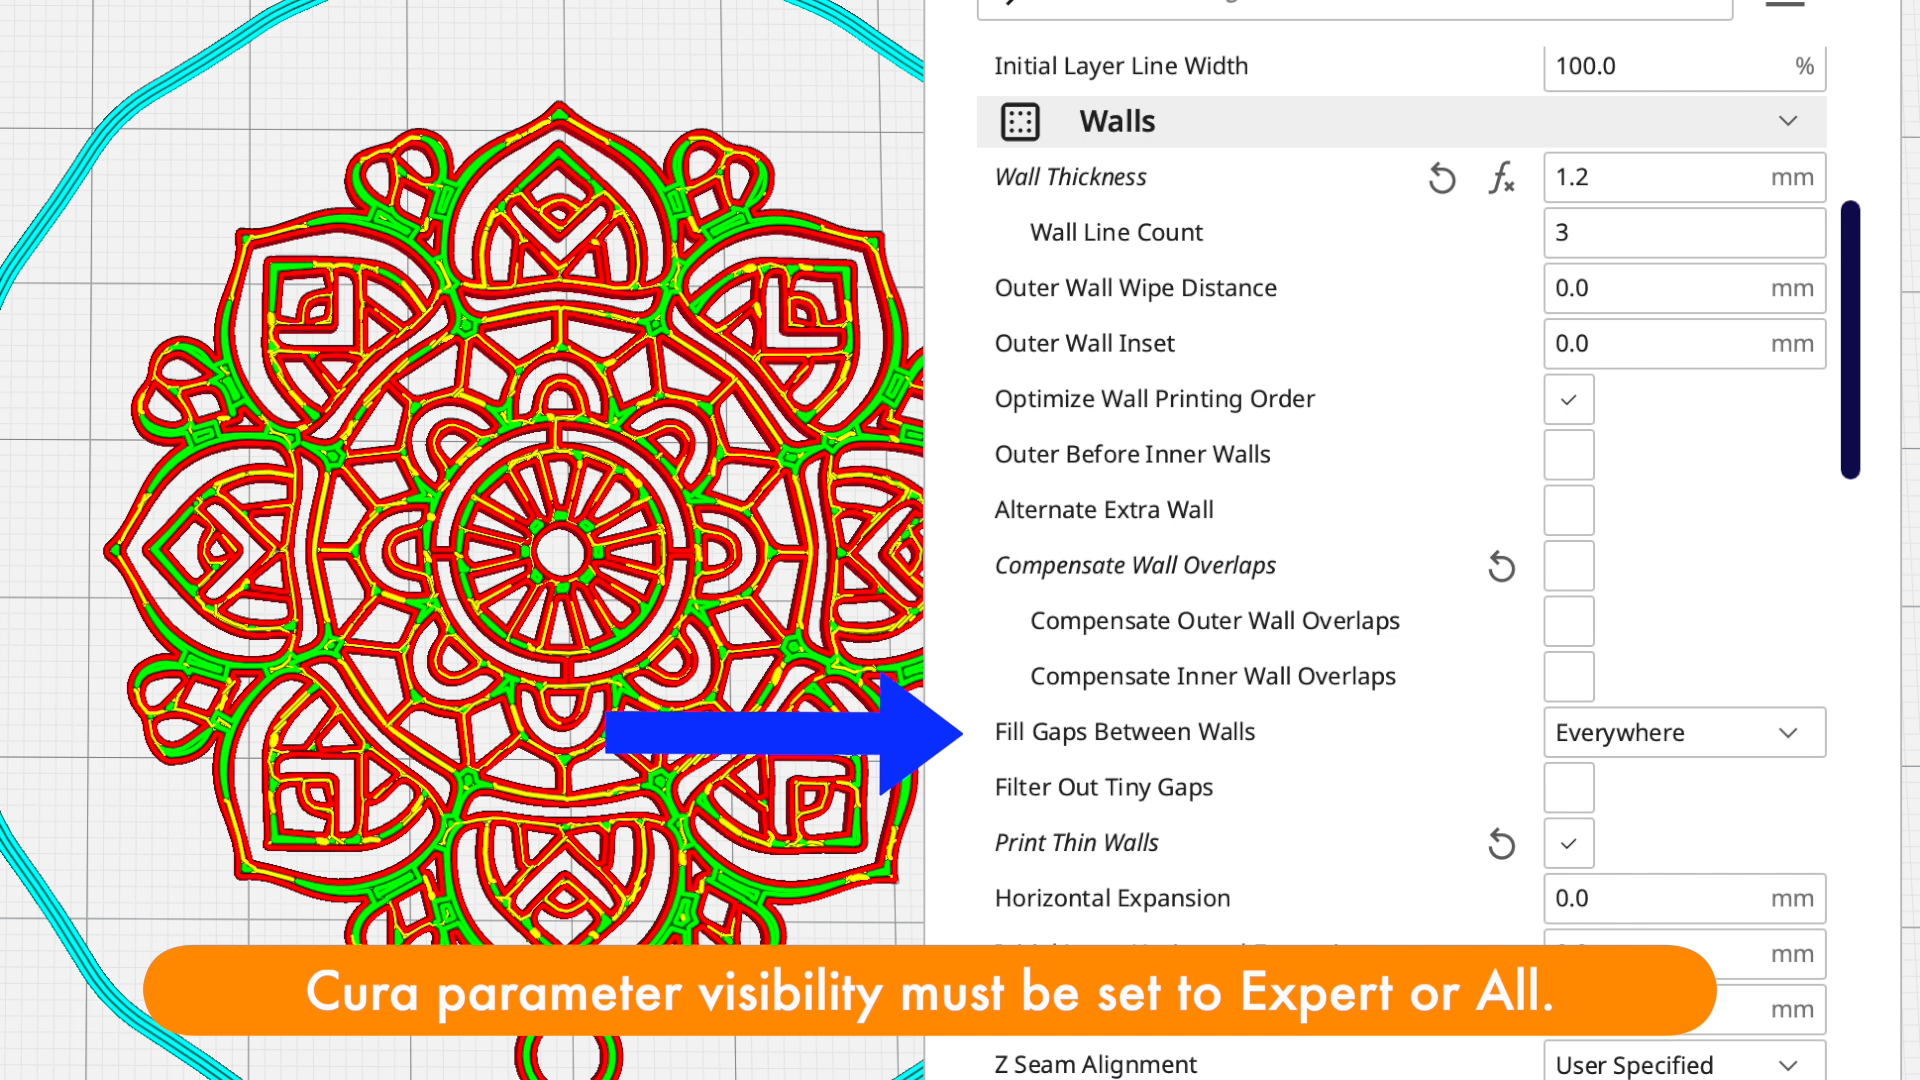 Initial Layer Line Width 100.0 %
Walls
Wall Thickness 1.2 mm
Wall Line Count 3
Outer Wall Wipe Distance 0.0 mm
Outer Wall Inset 0.0 mm
Optimize Wall Printing Order
Outer Before Inner Walls
Alternate Extra Wall
Compensate Wall Overlaps
Compensate Outer Wall Overlaps
Compensate Inner Wall Overlaps
Fill Gaps Between Walls Everywhere
Filter Out Tiny Gaps
Print Thin Walls
Horizontal Expansion 0.0 mm
mm
Cura parameter visibility must be set to Expert or All.
mm
Z Seam Alignment User Specified